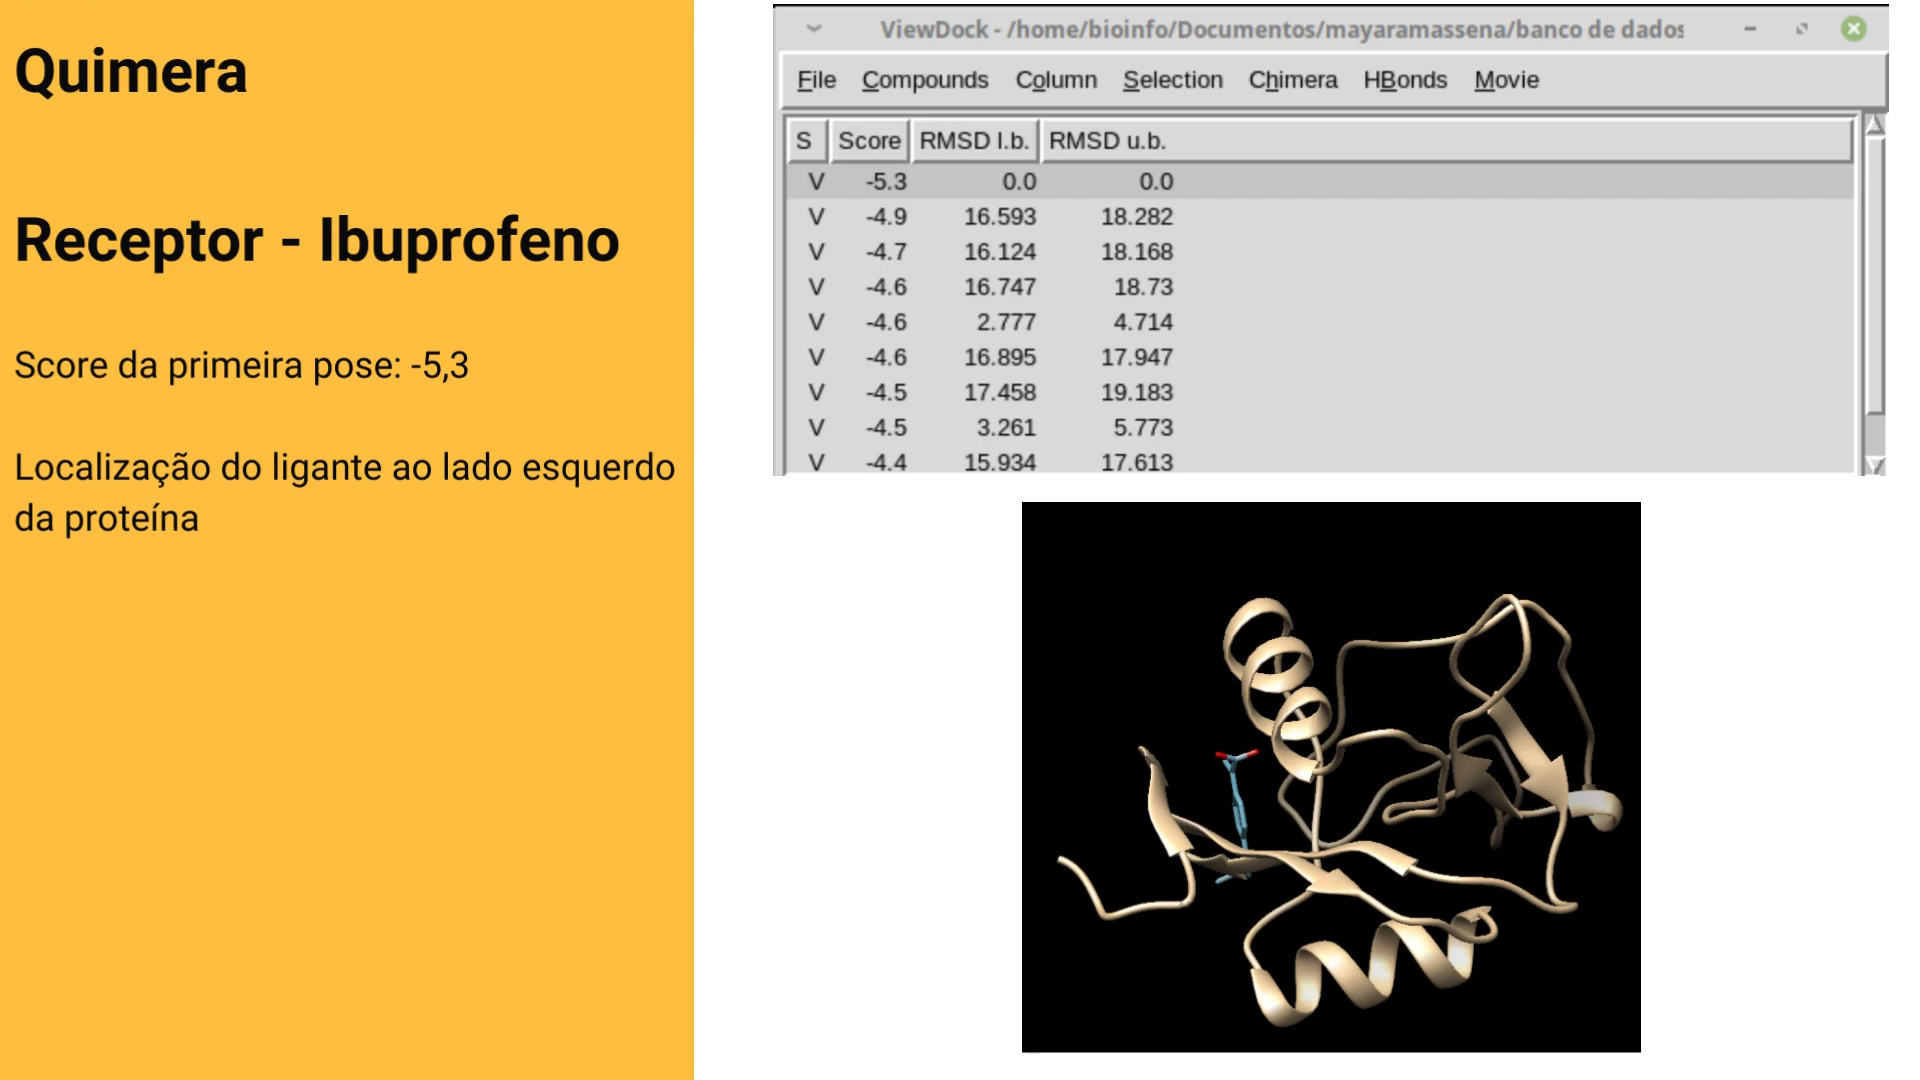 Quimera
Receptor - Ibuprofeno
Score da primeira pose: -5,3
Localização do ligante ao lado esquerdo
da proteína
ViewDock - /home/bioinfo/Documentos/mayaramassena/banco de dados
File Compounds Column Selection Chimera HBonds Movie
S Score RMSD l.b. RMSD u.b.
V -5.3 0.0 0.0
V -4.9 16.593 18.282
V -4.7 16.124 18.168
V -4.6 16.747 18.73
V -4.6 2.777 4.714
V -4.6 16.895 17.947
V -4.5 17.458 19.183
V -4.5 3.261 5.773
V -4.4 15.934 17.613